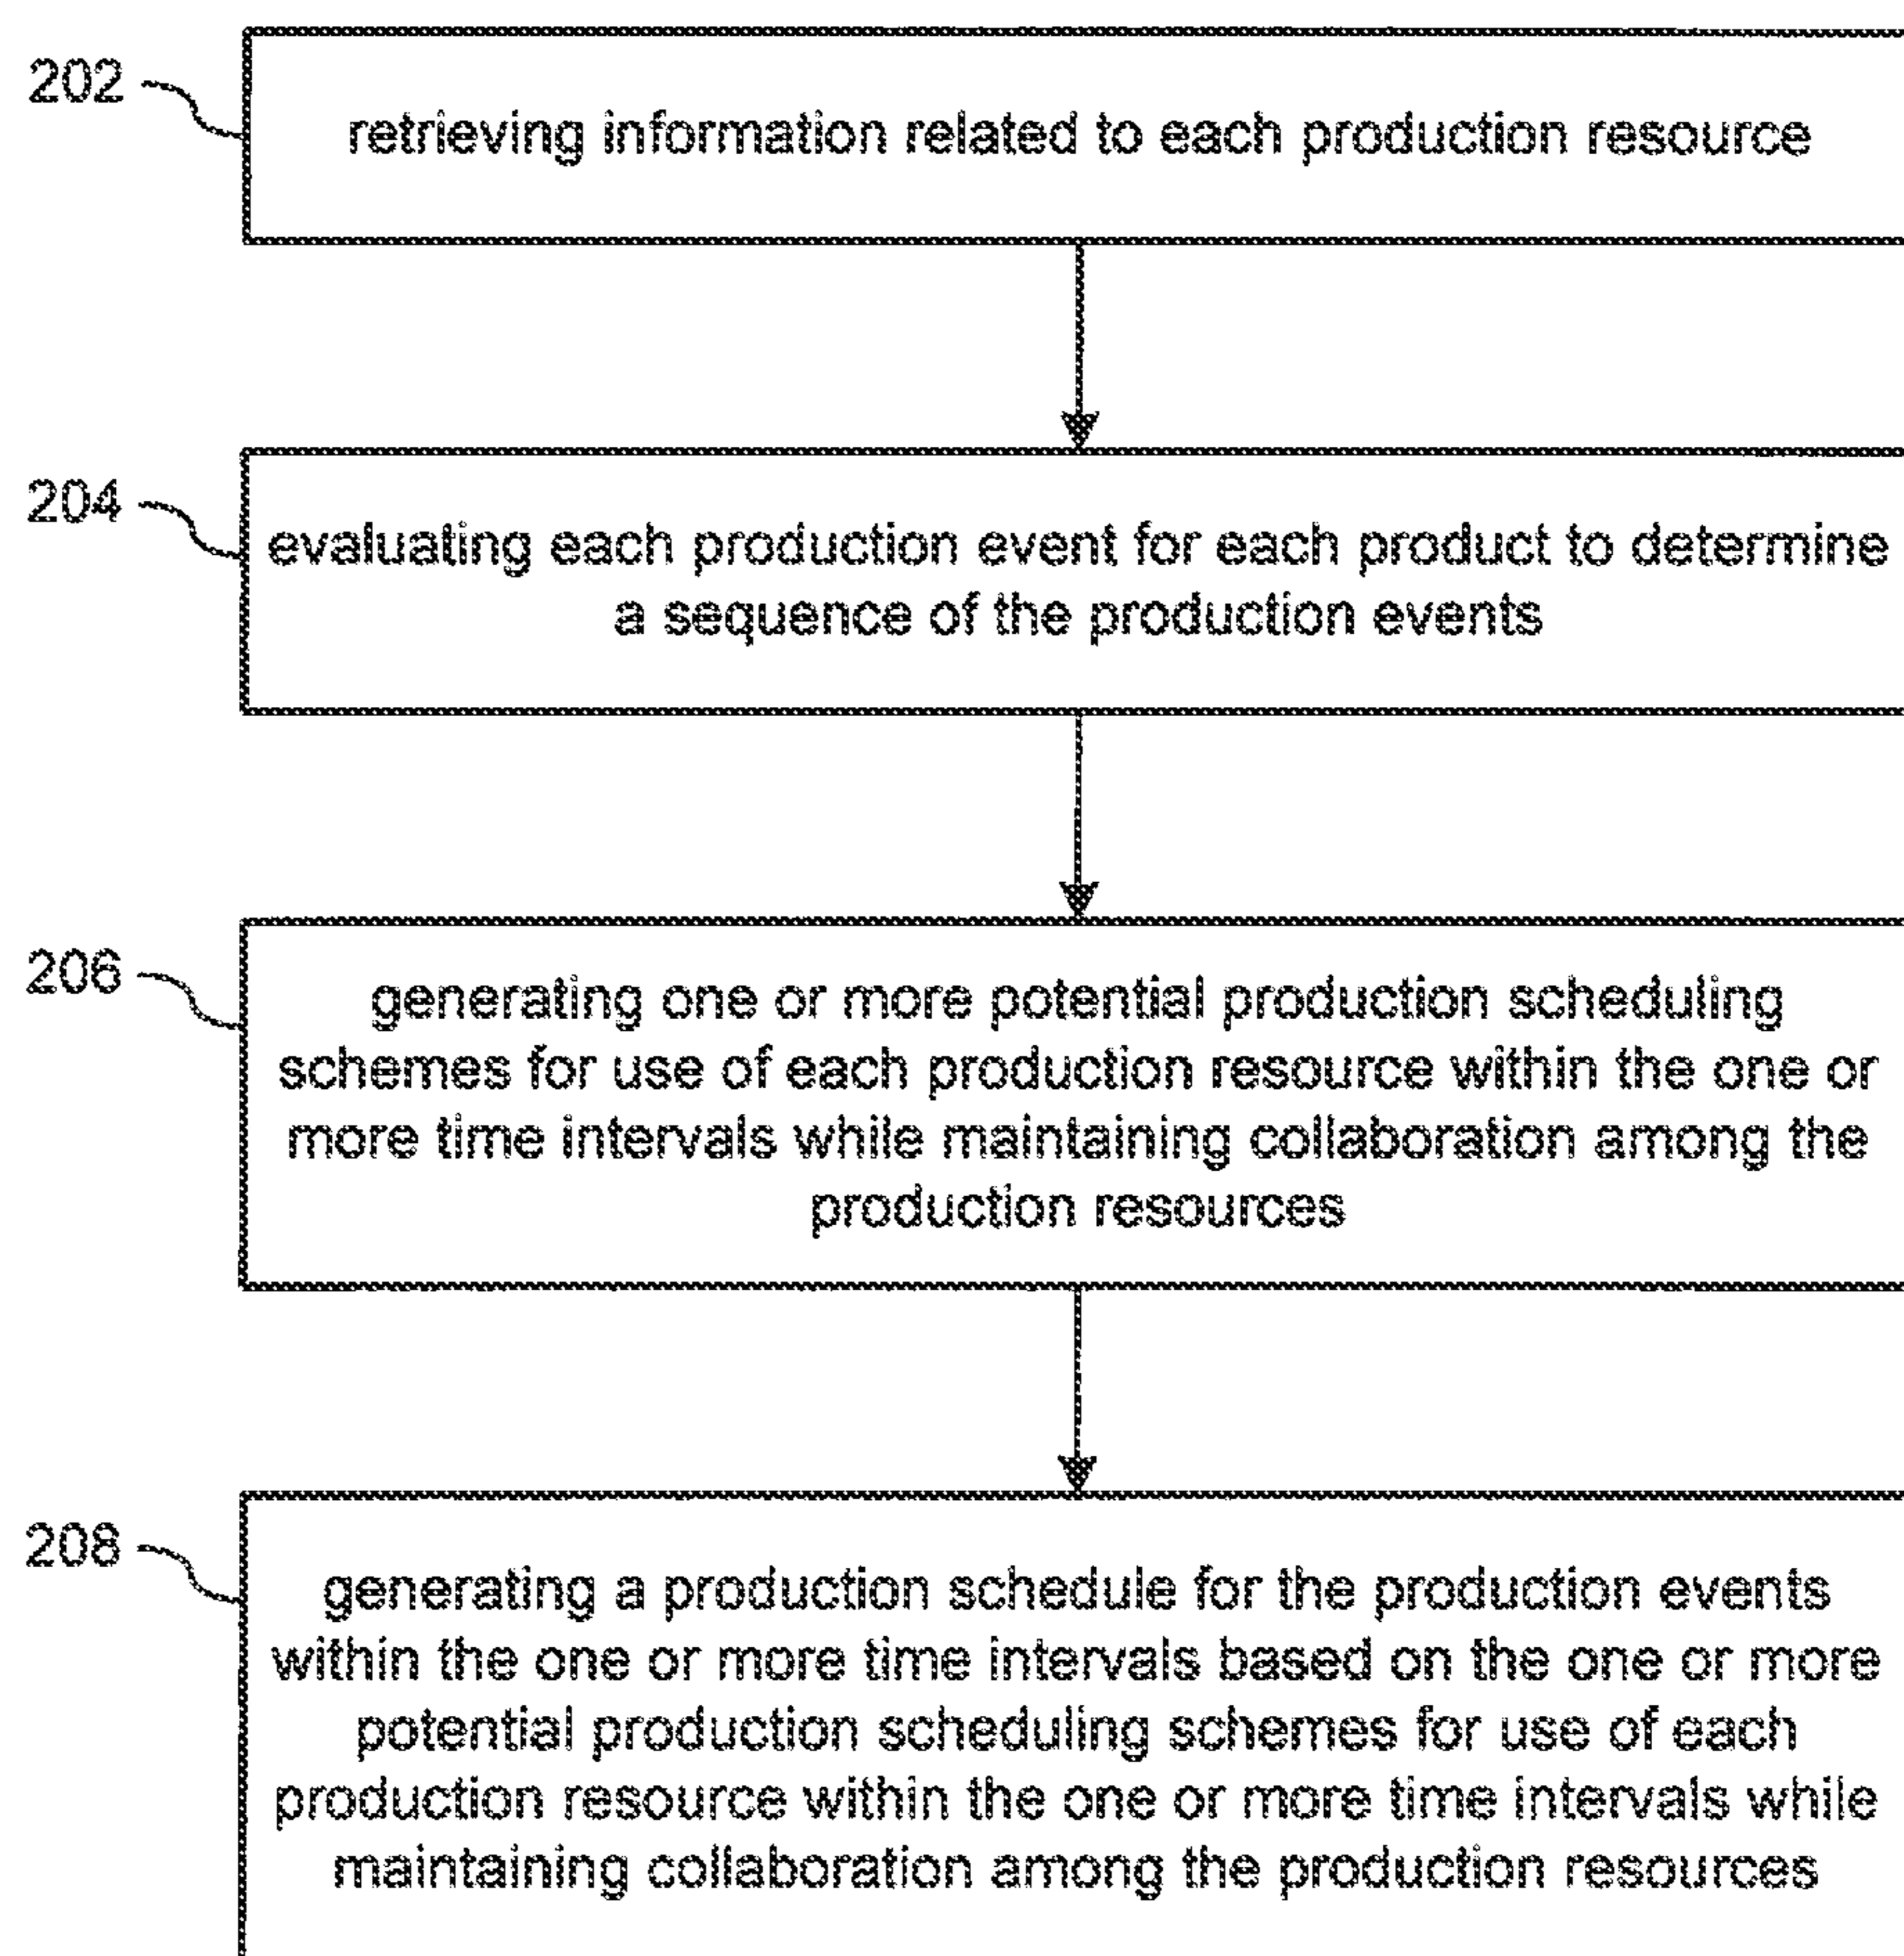 202
retrieving information related to each production resource
204
evaluating each production event for each product to determine
a sequence of the production events
206
generating one or more potential production scheduling
schemes for use of each production resource within the one or
more time intervals while maintaining collaboration among the
production resources
208
generating a production schedule for the production events
within the one or more time intervals based on the one or more
potential production scheduling schemes for use of each
production resource within the one or more time intervals while
maintaining collaboration among the production resources